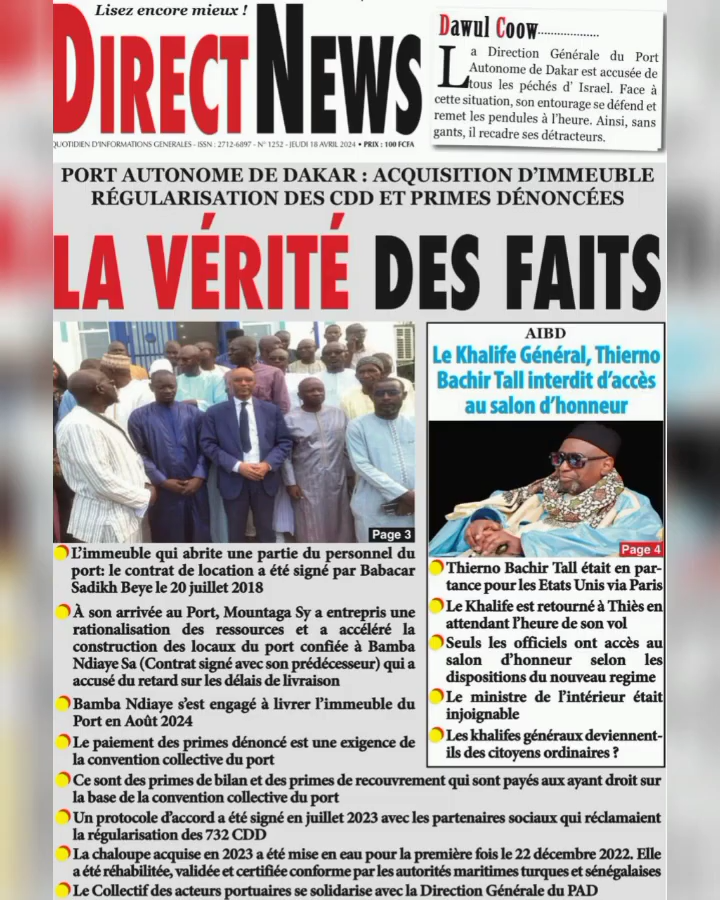 Lisez encore mieux !
DIRECT NEWS
QUOTIDIEN D'INFORMATIONS GENERALES - ISSN : 2712-6897 - N° 1252 - JEUDI 18 AVRIL 2024 • PRIX : 100 FCFA
Dawul Coow....................
La Direction Générale du Port
Autonome de Dakar est accusée de
tous les péchés d' Israel. Face à
cette situation, son entourage se défend et
remet les pendules à l'heure. Ainsi, sans
gants, il recadre ses détracteurs.
PORT AUTONOME DE DAKAR : ACQUISITION D'IMMEUBLE
RÉGULARISATION DES CDD ET PRIMES DÉNONCÉES
LA VÉRITÉ DES FAITS
Page 3
L'immeuble qui abrite une partie du personnel du
port: le contrat de location a été signé par Babacar
Sadikh Beye le 20 juillet 2018
À son arrivée au Port, Mountaga Sy a entrepris une
rationalisation des ressources et a accéléré la
construction des locaux du port confiée à Bamba
Ndiaye Sa (Contrat signé avec son prédécesseur) qui a
accusé du retard sur les délais de livraison
Bamba Ndiaye s'est engagé à livrer l'immeuble du
Port en Août 2024
Le paiement des primes dénoncé est une exigence de
la convention collective du port
AIBD
Le Khalife Général, Thierno
Bachir Tall interdit d'accès
au salon d'honneur
Page 4
Thierno Bachir Tall était en par-
tance pour les Etats Unis via Paris
Le Khalife est retourné à Thiès en
attendant l'heure de son vol
Seuls les officiels ont accès au
salon d'honneur selon les
dispositions du nouveau regime
Le ministre de l'intérieur était
injoignable
Les khalifes généraux deviennent-
ils des citoyens ordinaires ?
Ce sont des primes de bilan et des primes de recouvrement qui sont payés aux ayant droit sur
la base de la convention collective du port
Un protocole d'accord a été signé en juillet 2023 avec les partenaires sociaux qui réclamaient
la régularisation des 732 CDD
La chaloupe acquise en 2023 a été mise en eau pour la première fois le 22 décembre 2022. Elle
a été réhabilitée, validée et certifiée conforme par les autorités maritimes turques et sénégalaises
Le Collectif des acteurs portuaires se solidarise avec la Direction Générale du PAD